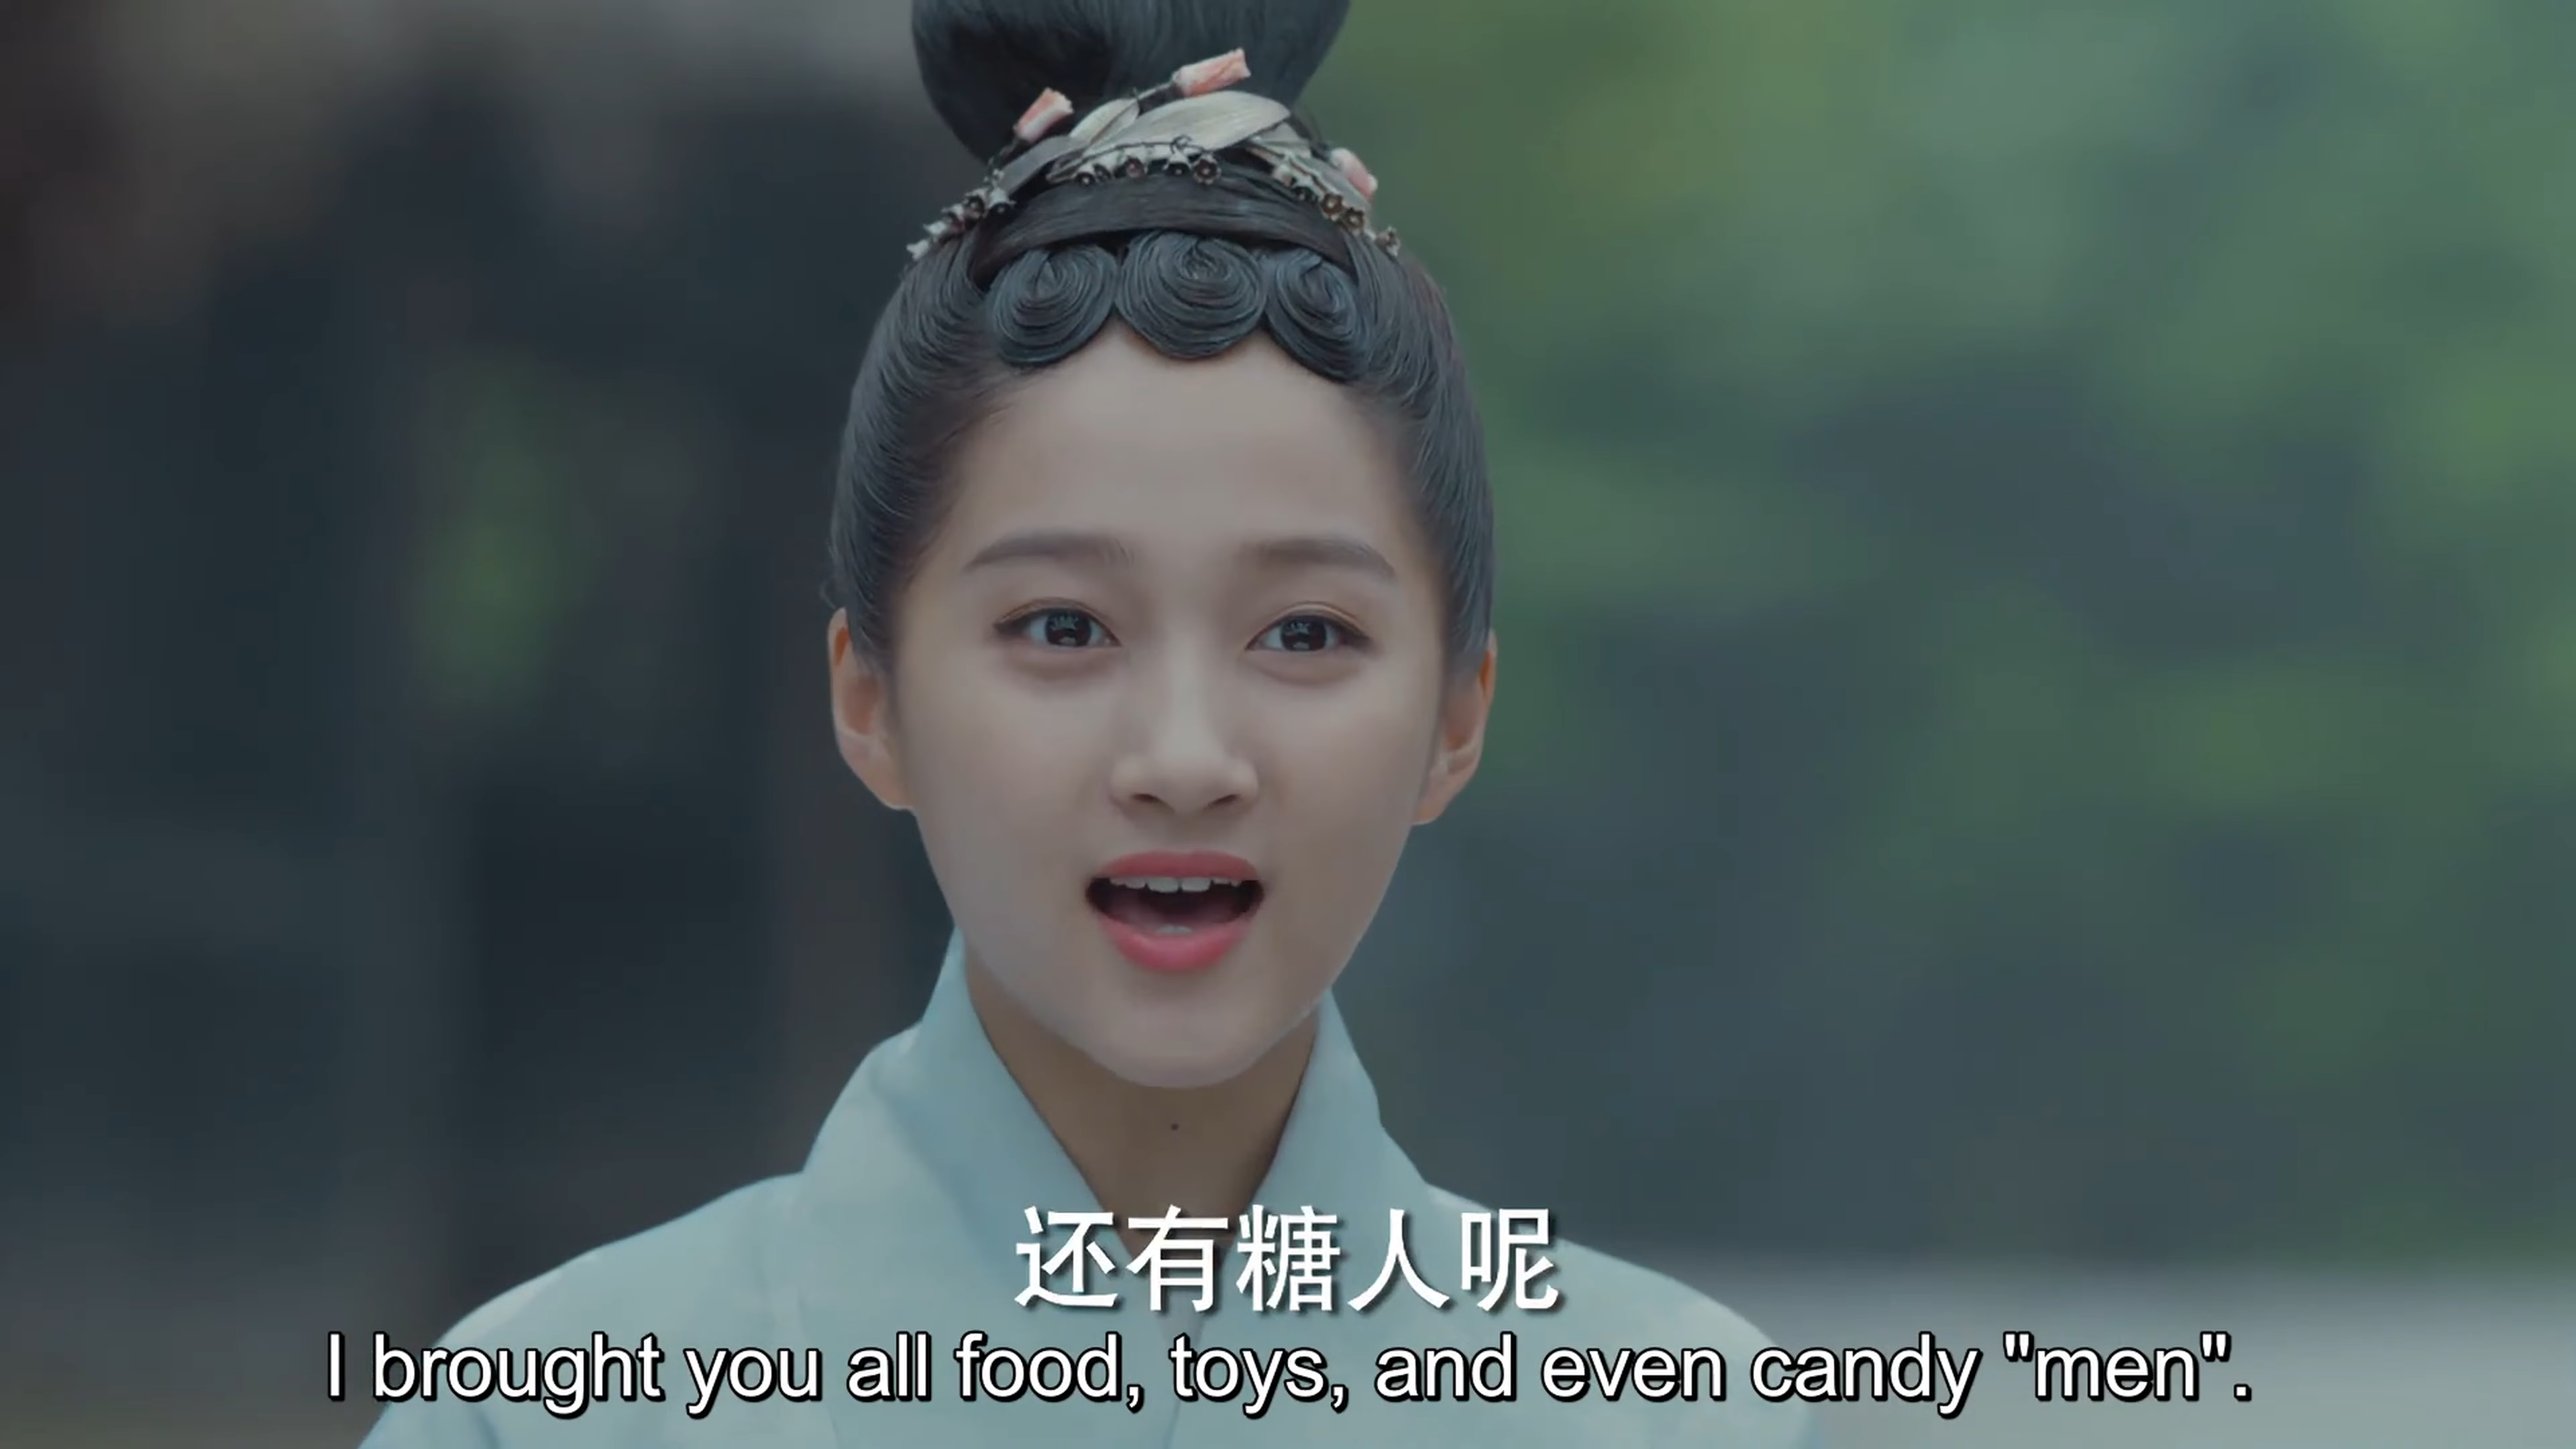 还有糖人呢
I brought you all food, toys, and even candy "men".